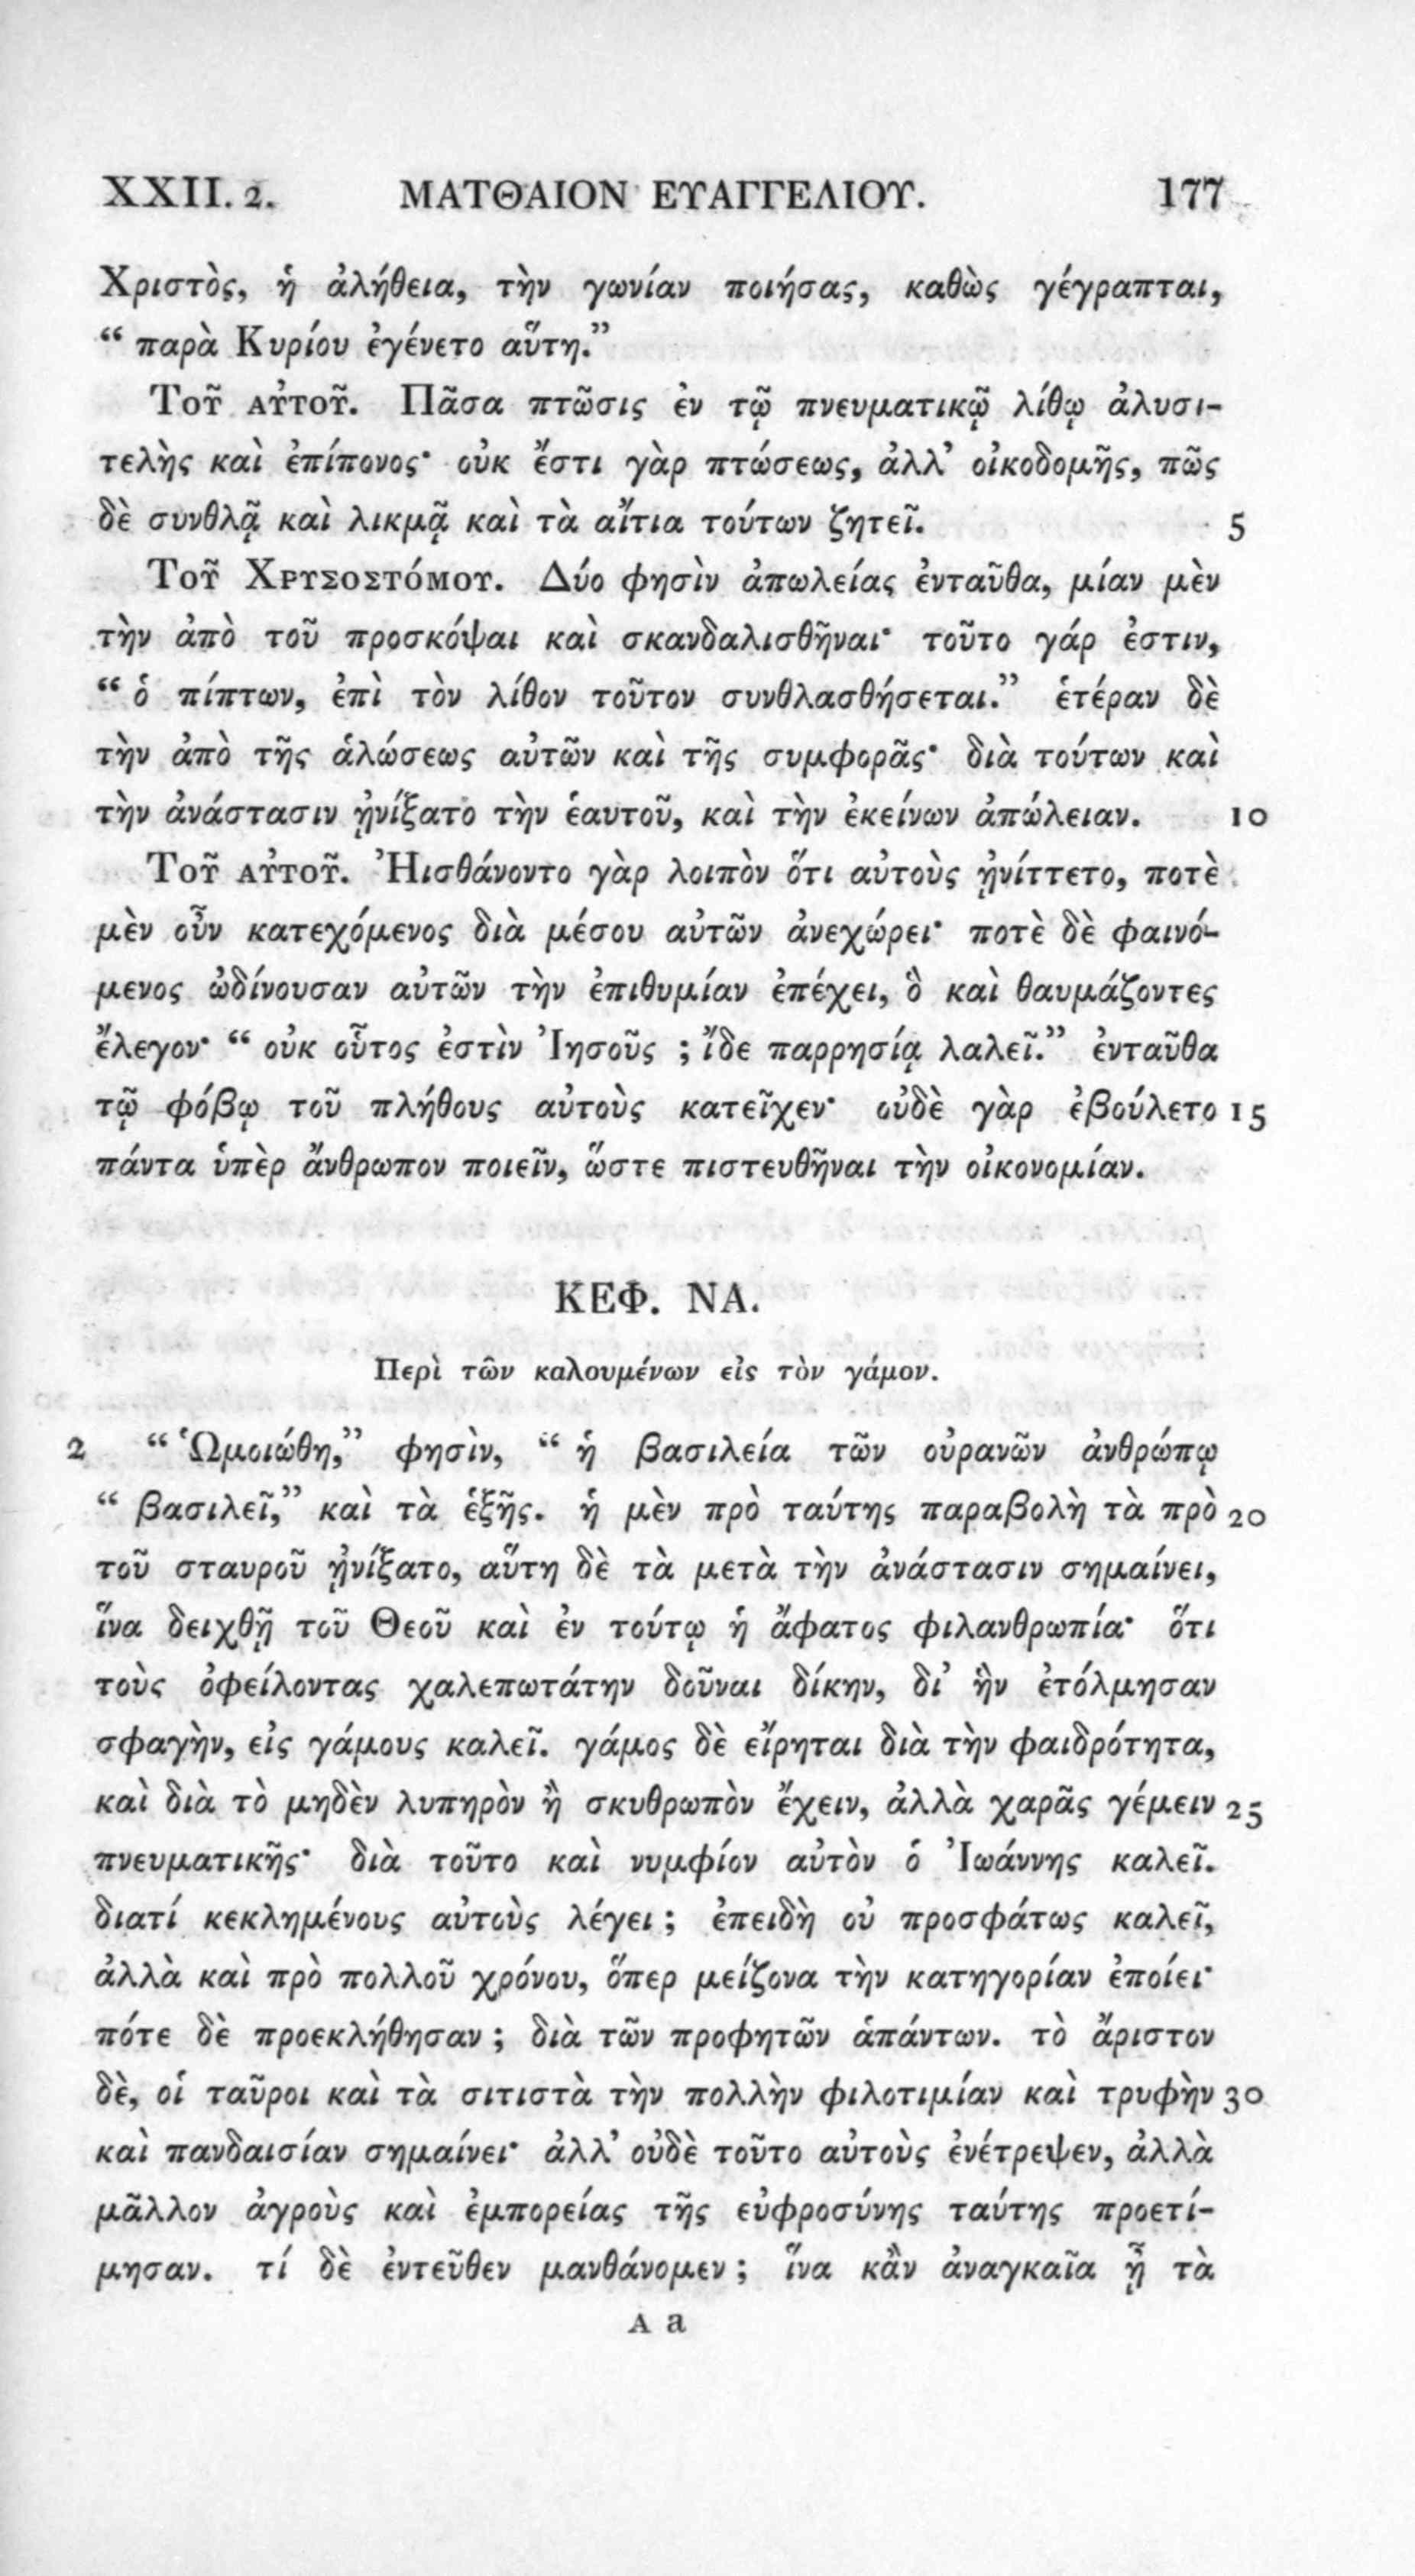 XXII. 2. ΜΑΤΘΑΙΟΝ ΕΥΑΓΓΕΛΙΟΥ. 177
Χριστὸς, ἡ ἀλήθεια, τὴν γωνίαν ποιήσας, καθὼς γέγραπται,
“ παρὰ Κυρίου ἐγένετο αὕτη.”
Τοῦ αὐτοῦ. Πᾶσα πτῶσις ἐν τῷ πνευματικῷ λίθῳ ἀλυσι-
τελὴς καὶ ἐπίπονος· οὐκ ἔστι γὰρ πτώσεως, ἀλλ’ οἰκοδομῆς, πῶς
δὲ συνθλᾷ καὶ λικμᾷ καὶ τὰ αἴτια τούτων ζητεῖ. 5
Τοῦ Χρυσοστόμου. Δύο φησὶν ἀπωλείας ἐνταῦθα, μίαν μὲν
τὴν ἀπὸ τοῦ προσκόψαι καὶ σκανδαλισθῆναι· τοῦτο γάρ ἐστιν,
“ ὁ πίπτων, ἐπὶ τὸν λίθον τοῦτον συνθλασθήσεται.” ἑτέραν δὲ
τὴν ἀπὸ τῆς ἁλώσεως αὐτῶν καὶ τῆς συμφορᾶς· διὰ τούτων καὶ
τὴν ἀνάστασιν ᾐνίξατο τὴν ἑαυτοῦ, καὶ τὴν ἐκείνων ἀπώλειαν. 10
Τοῦ αὐτοῦ. Ἠισθάνοντο γὰρ λοιπὸν ὅτι αὐτοὺς ᾐνίττετο, ποτὲ
μὲν οὖν κατεχόμενος διὰ μέσου αὐτῶν ἀνεχώρει· ποτὲ δὲ φαινό-
μενος ὠδίνουσαν αὐτῶν τὴν ἐπιθυμίαν ἐπέχει, ὃ καὶ θαυμάζοντες
ἔλεγον· “ οὐκ οὗτος ἐστὶν Ἰησοῦς ; ἴδε παρρησίᾳ λαλεῖ.” ἐνταῦθα
τῷ φόβῳ τοῦ πλήθους αὐτοὺς κατεῖχεν· οὐδὲ γὰρ ἐβούλετο 15
πάντα ὑπὲρ ἄνθρωπον ποιεῖν, ὥστε πιστευθῆναι τὴν οἰκονομίαν.
ΚΕΦ. ΝΑ.
Περὶ τῶν καλουμένων εἰς τὸν γάμον.
2 “ Ὡμοιώθη,” φησὶν, “ ἡ βασιλεία τῶν οὐρανῶν ἀνθρώπῳ
“ βασιλεῖ,” καὶ τὰ ἑξῆς. ἡ μὲν πρὸ ταύτης παραβολὴ τὰ πρὸ 20
τοῦ σταυροῦ ᾐνίξατο, αὕτη δὲ τὰ μετὰ τὴν ἀνάστασιν σημαίνει,
ἵνα δειχθῇ τοῦ Θεοῦ καὶ ἐν τούτῳ ἡ ἄφατος φιλανθρωπία· ὅτι
τοὺς ὀφείλοντας χαλεπωτάτην δοῦναι δίκην, δι’ ἣν ἐτόλμησαν
σφαγὴν, εἰς γάμους καλεῖ. γάμος δὲ εἴρηται διὰ τὴν φαιδρότητα,
καὶ διὰ τὸ μηδὲν λυπηρὸν ἢ σκυθρωπὸν ἔχειν, ἀλλὰ χαρᾶς γέμειν 25
πνευματικῆς· διὰ τοῦτο καὶ νυμφίον αὐτὸν ὁ Ἰωάννης καλεῖ.
διατί κεκλημένους αὐτοὺς λέγει ; ἐπειδὴ οὐ προσφάτως καλεῖ,
ἀλλὰ καὶ πρὸ πολλοῦ χρόνου, ὅπερ μείζονα τὴν κατηγορίαν ἐποίει·
πότε δὲ προεκλήθησαν ; διὰ τῶν προφητῶν ἁπάντων. τὸ ἄριστον
δὲ, οἱ ταῦροι καὶ τὰ σιτιστὰ τὴν πολλὴν φιλοτιμίαν καὶ τρυφὴν 30
καὶ πανδαισίαν σημαίνει· ἀλλ’ οὐδὲ τοῦτο αὐτοὺς ἐνέτρεψεν, ἀλλὰ
μᾶλλον ἀγροὺς καὶ ἐμπορείας τῆς εὐφροσύνης ταύτης προετί-
μησαν. τί δὲ ἐντεῦθεν μανθάνομεν ; ἵνα κἂν ἀναγκαῖα ᾖ τὰ
A a